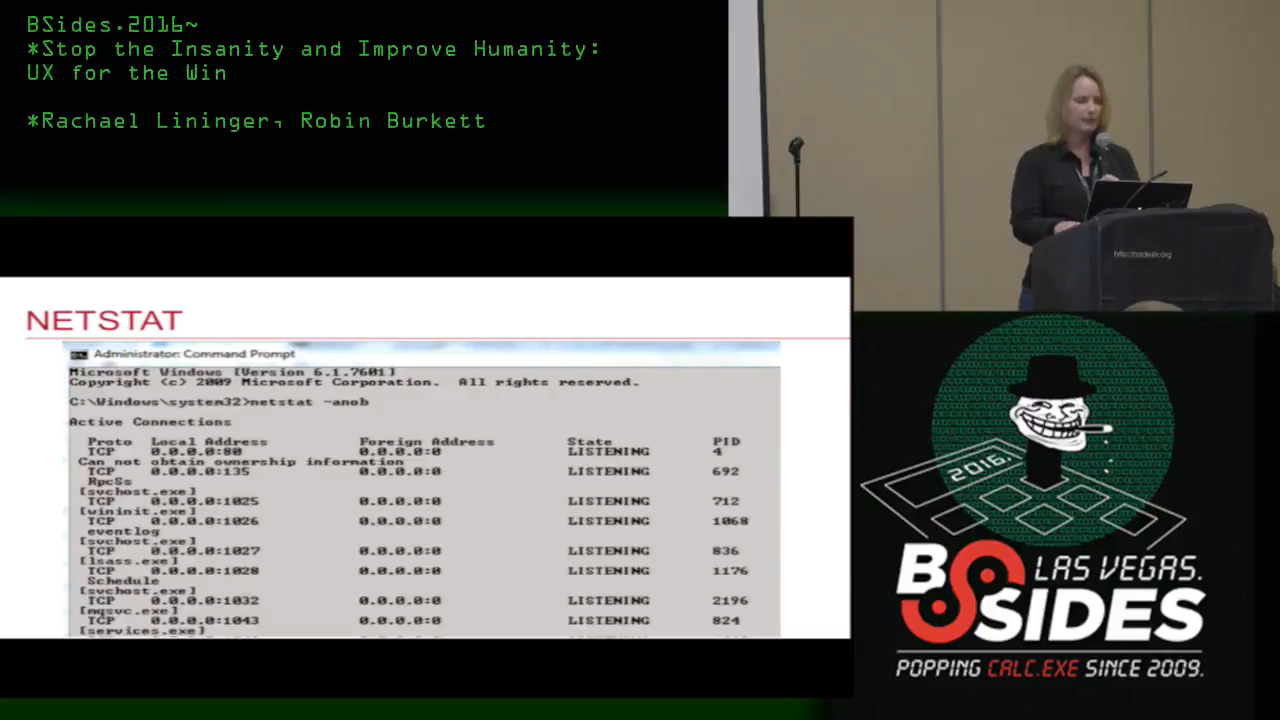 BSides.2016~
*Stop the Insanity and Improve Humanity:
UX for the Win
*Rachael Lininger, Robin Burkett
http://bsideslv.org
NETSTAT
Administrator: Command Prompt
Microsoft Windows [Version 6.1.7601]
Copyright (c) 2009 Microsoft Corporation. All rights reserved.
C:\Windows\system32>netstat -anob
Active Connections
Proto Local Address Foreign Address State PID
TCP 0.0.0.0:80 0.0.0.0:0 LISTENING 4
Can not obtain ownership information
TCP 0.0.0.0:135 0.0.0.0:0 LISTENING 692
RpcSs
[svchost.exe]
TCP 0.0.0.0:1025 0.0.0.0:0 LISTENING 712
[wininit.exe]
TCP 0.0.0.0:1026 0.0.0.0:0 LISTENING 1068
eventlog
[svchost.exe]
TCP 0.0.0.0:1027 0.0.0.0:0 LISTENING 836
[lsass.exe]
TCP 0.0.0.0:1028 0.0.0.0:0 LISTENING 1176
Schedule
[svchost.exe]
TCP 0.0.0.0:1032 0.0.0.0:0 LISTENING 2196
[mqsvc.exe]
TCP 0.0.0.0:1043 0.0.0.0:0 LISTENING 824
[services.exe]
2016.
BSIDES
LAS VEGAS.
POPPING CALC.EXE SINCE 2009.